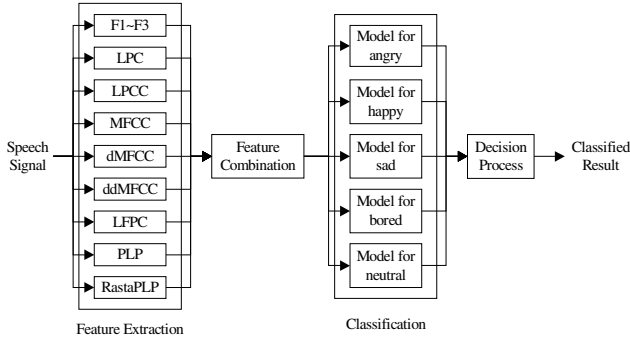 F1~F3
LPC
LPCC
MFCC
dMFCC
ddMFCC
LFPC
PLP
RastaPLP
Speech
Signal
Feature Extraction
Feature
Combination
Model for
angry
Model for
happy
Model for
sad
Model for
bored
Model for
neutral
Classification
Decision
Process
Classified
Result